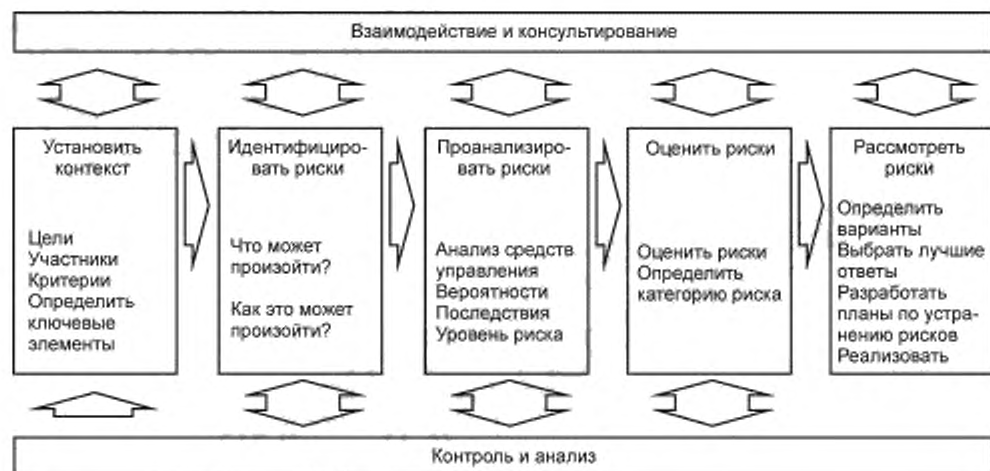 Взаимодействие и консультирование
Установить
контекст
Цели
Участники
Критерии
Определить
ключевые
элементы
Идентифициро-
вать риски
Что может
произойти?
Как это может
произойти?
Проанализиро-
вать риски
Анализ средств
управления
Вероятности
Последствия
Уровень риска
Оценить риски
Оценить риски
Определить
категорию риска
Рассмотреть
риски
Определить
варианты
Выбрать лучшие
ответы
Разработать
планы по устра-
нению рисков
Реализовать
Контроль и анализ